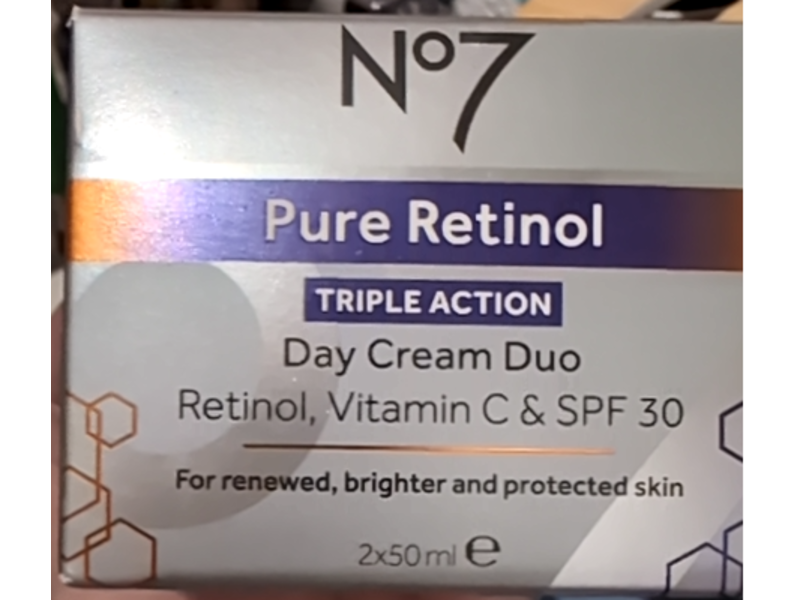 No7
Pure Retinol
TRIPLE ACTION
Day Cream Duo
Retinol, Vitamin C & SPF 30
For renewed, brighter and protected skin
2x50ml ℮